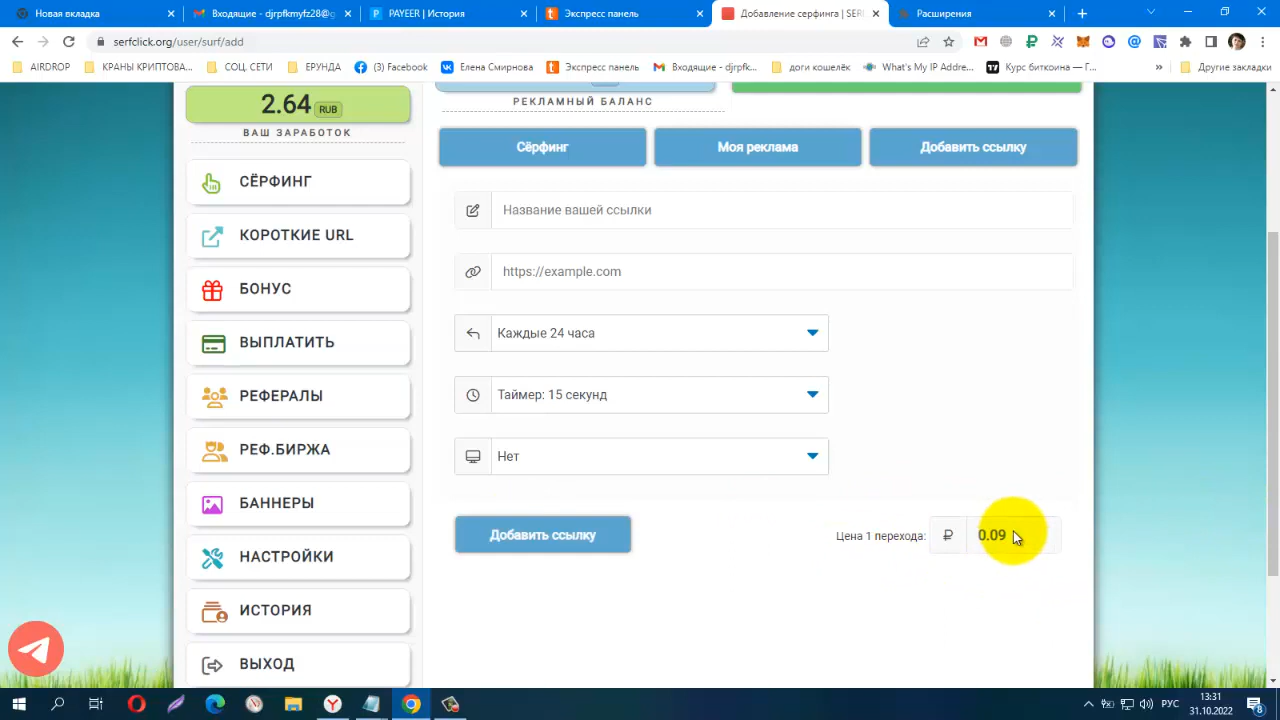 Новая вкладка
Входящие - djrpfkmyfz28@g
PAYEER | История
Экспресс панель
Добавление серфинга | SERF
Расширения
serfclick.org/user/surf/add
AIRDROP
КРАНЫ КРИПТОВА...
СОЦ. СЕТИ
ЕРУНДА
(3) Facebook
Елена Смирнова
Экспресс панель
Входящие - djrpfk...
доги кошелёк
What's My IP Addre...
Курс биткоина — Г...
»
Другие закладки
2.64 RUB
ВАШ ЗАРАБОТОК
РЕКЛАМНЫЙ БАЛАНС
СЁРФИНГ
КОРОТКИЕ URL
БОНУС
ВЫПЛАТИТЬ
РЕФЕРАЛЫ
РЕФ.БИРЖА
БАННЕРЫ
НАСТРОЙКИ
ИСТОРИЯ
ВЫХОД
Сёрфинг
Моя реклама
Добавить ссылку
Название вашей ссылки
https://example.com
Каждые 24 часа
Таймер: 15 секунд
Нет
Добавить ссылку
Цена 1 перехода:
₽
0.09
РУС
13:31
31.10.2022
8